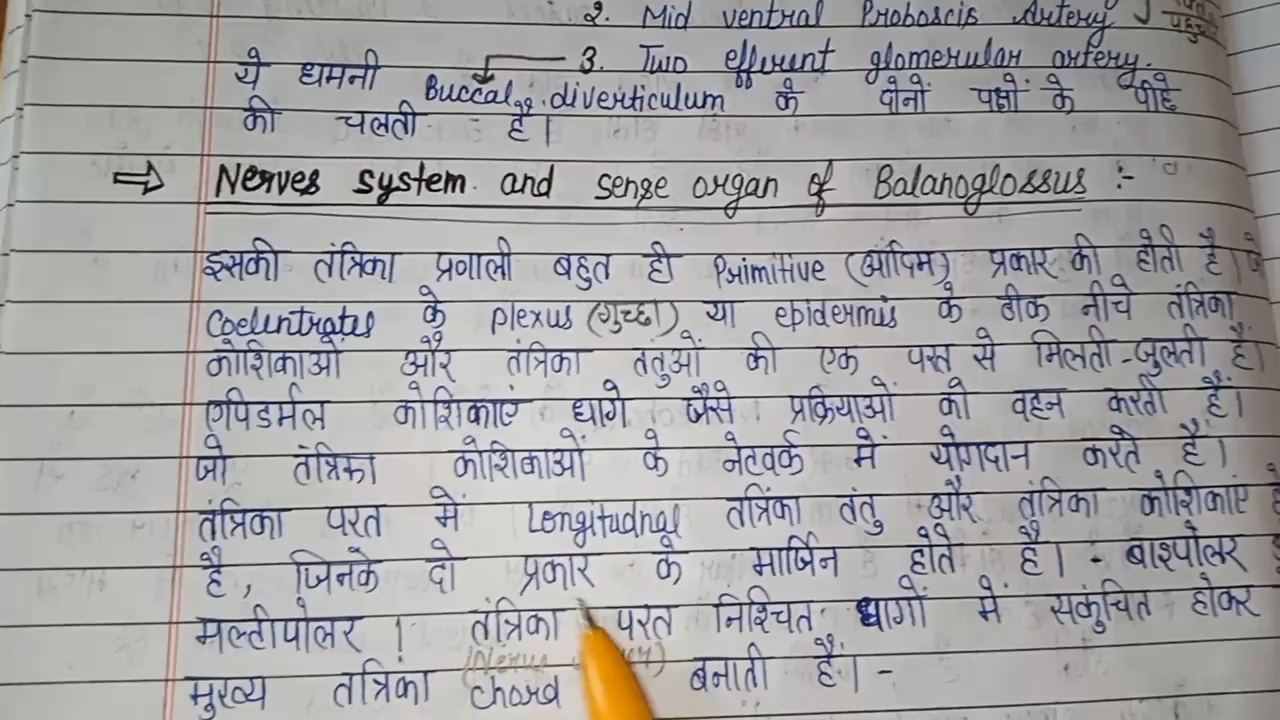 2. Mid ventral Proboscis Artery
3. Two efferent glomerular artery.
ये धमनी Buccal diverticulum के दोनों पक्षों के पीछे
की चलती है।
⇒ Nerves system and sense organ of Balanoglossus :-
इसकी तंत्रिका प्रणाली बहुत ही Primitive (आदिम) प्रकार की होती है। जो
Coelentrates के plexus (गुच्छा) या epidermis के ठीक नीचे तंत्रिका
कोशिकाओं और तंत्रिका तंतुओं की एक परत से मिलती-जुलती है।
एपिडर्मल कोशिकाएं धागे जैसे प्रक्रियाओं को वहन करती हैं।
जो तंत्रिका कोशिकाओं के नेटवर्क में योगदान करते हैं।
तंत्रिका परत में Longitudnal तत्रिंका तंतु और तंत्रिका कोशिकाएं
है, जिनके दो प्रकार के मार्जिन होते है। - बाइपोलर
मल्टीपोलर। तंत्रिका परत निश्चित धागों में सकुंचित होकर
मुख्य तत्रिका chord बनाती हैं। -